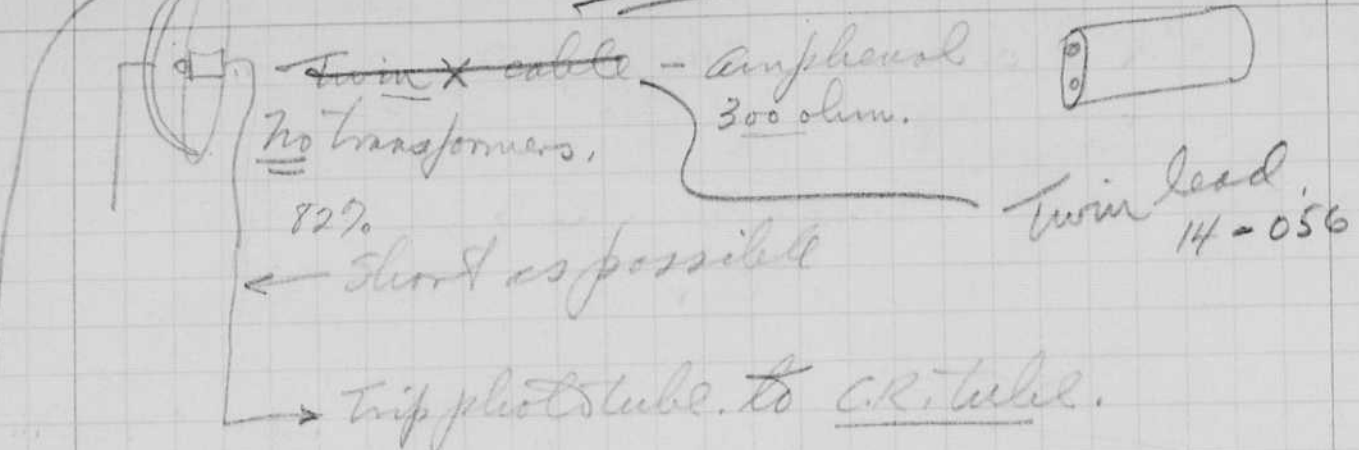 Twin X cable - Amphenol
300 ohm.
No transformers.
Twin lead.
14-056
82%
Short as possible
Trip phototube. to C.R. tube.